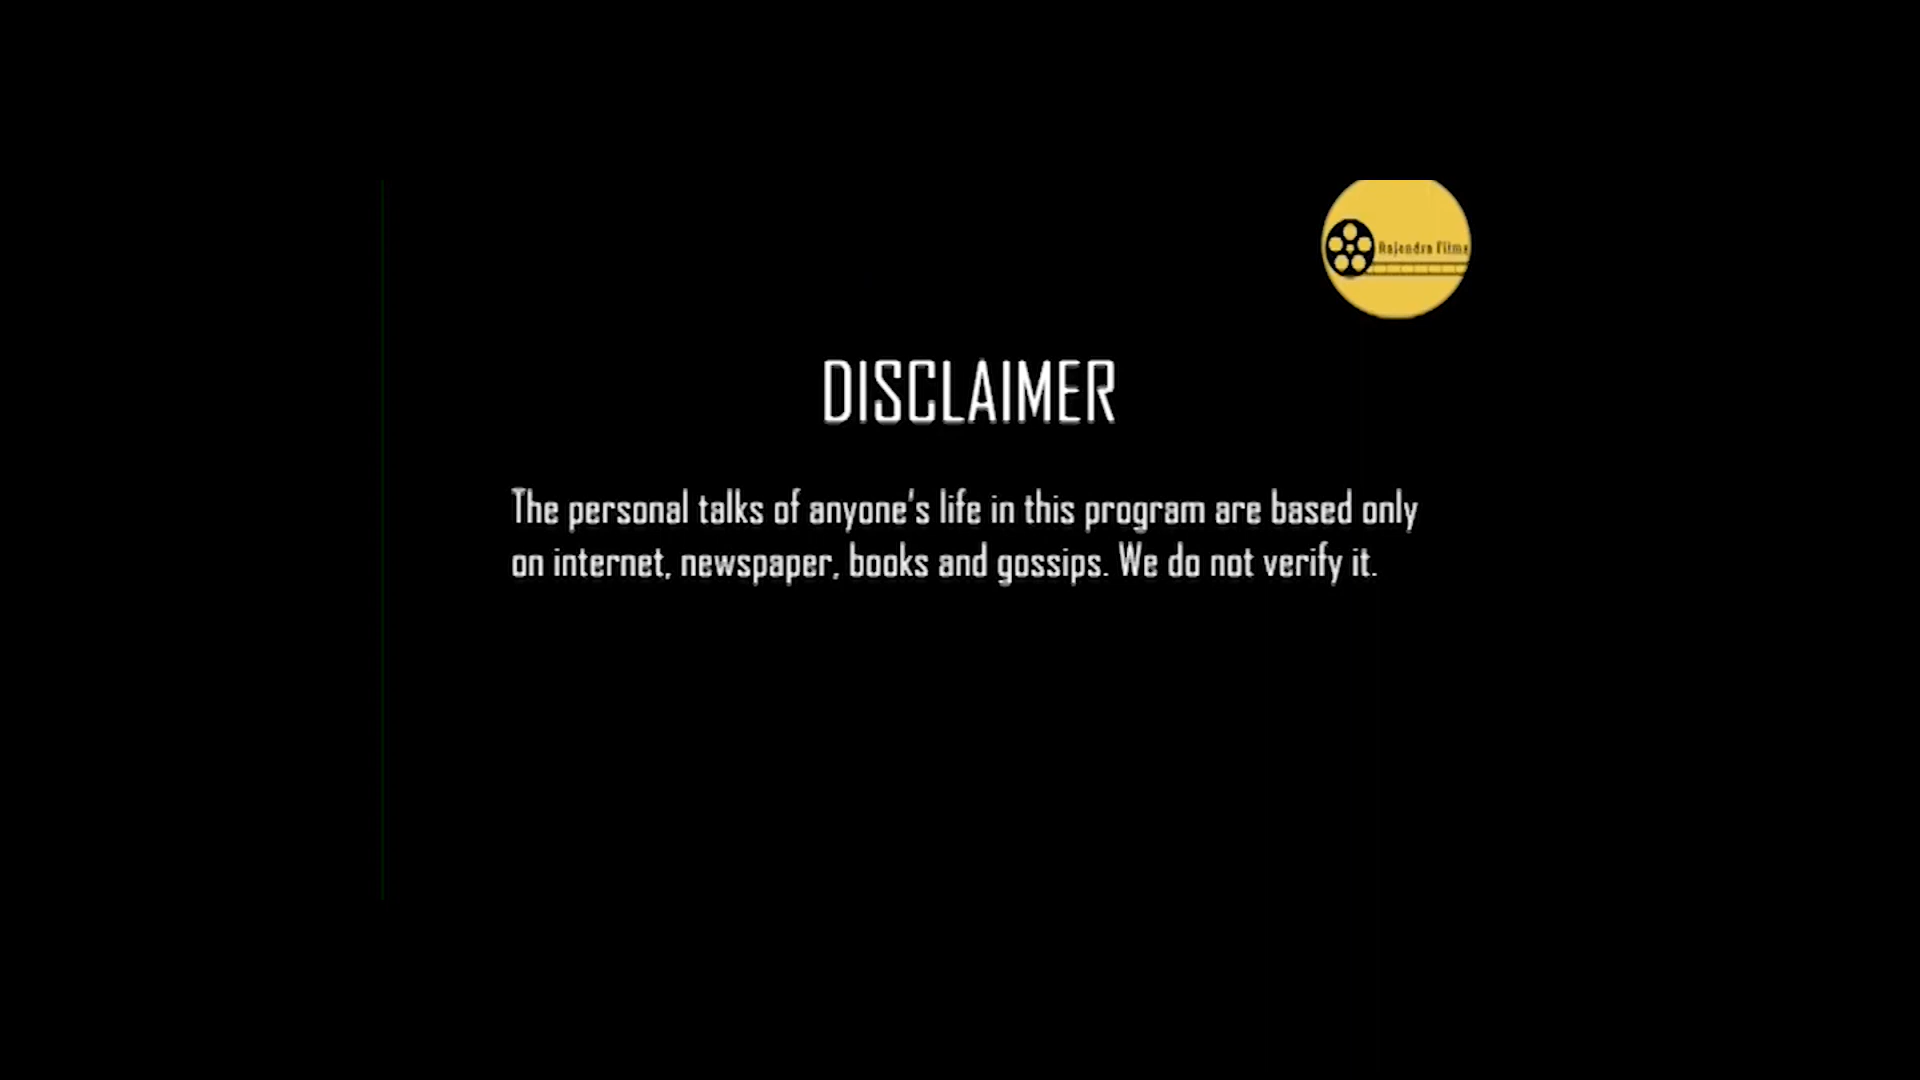 Rajendra Films
DISCLAIMER
The personal talks of anyone's life in this program are based only
on internet, newspaper, books and gossips. We do not verify it.